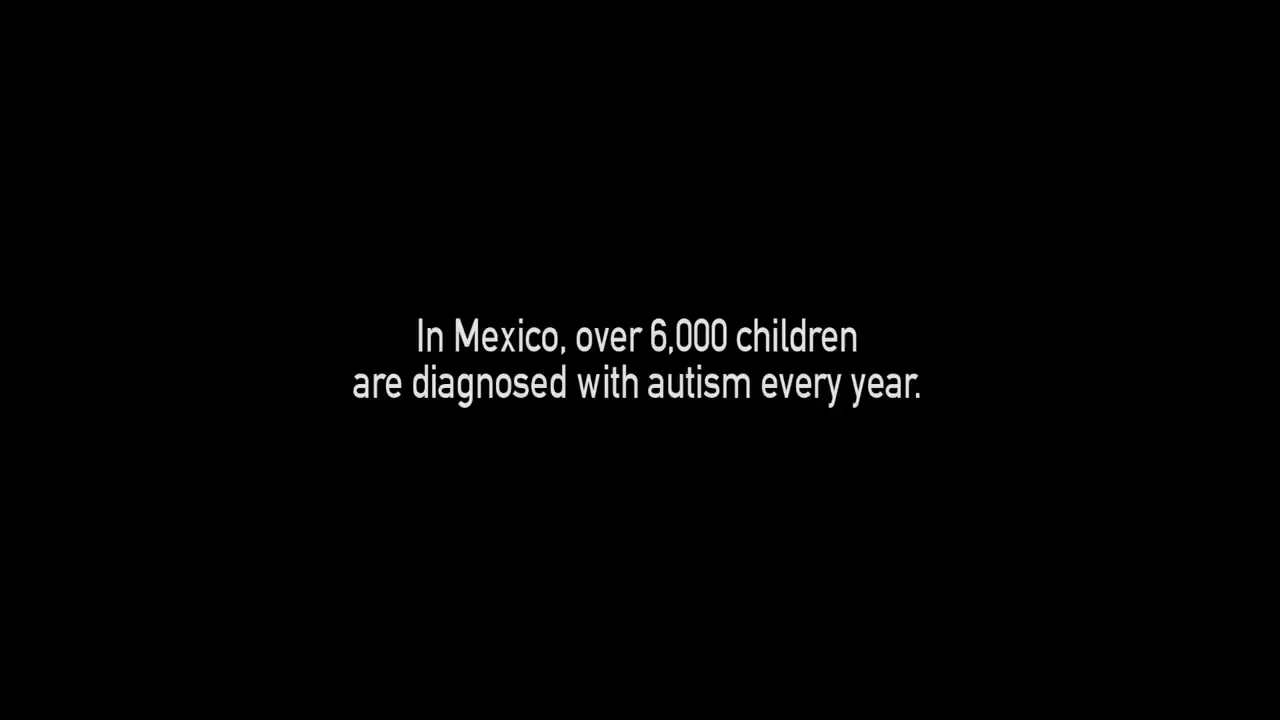 In Mexico, over 6,000 children
are diagnosed with autism every year.